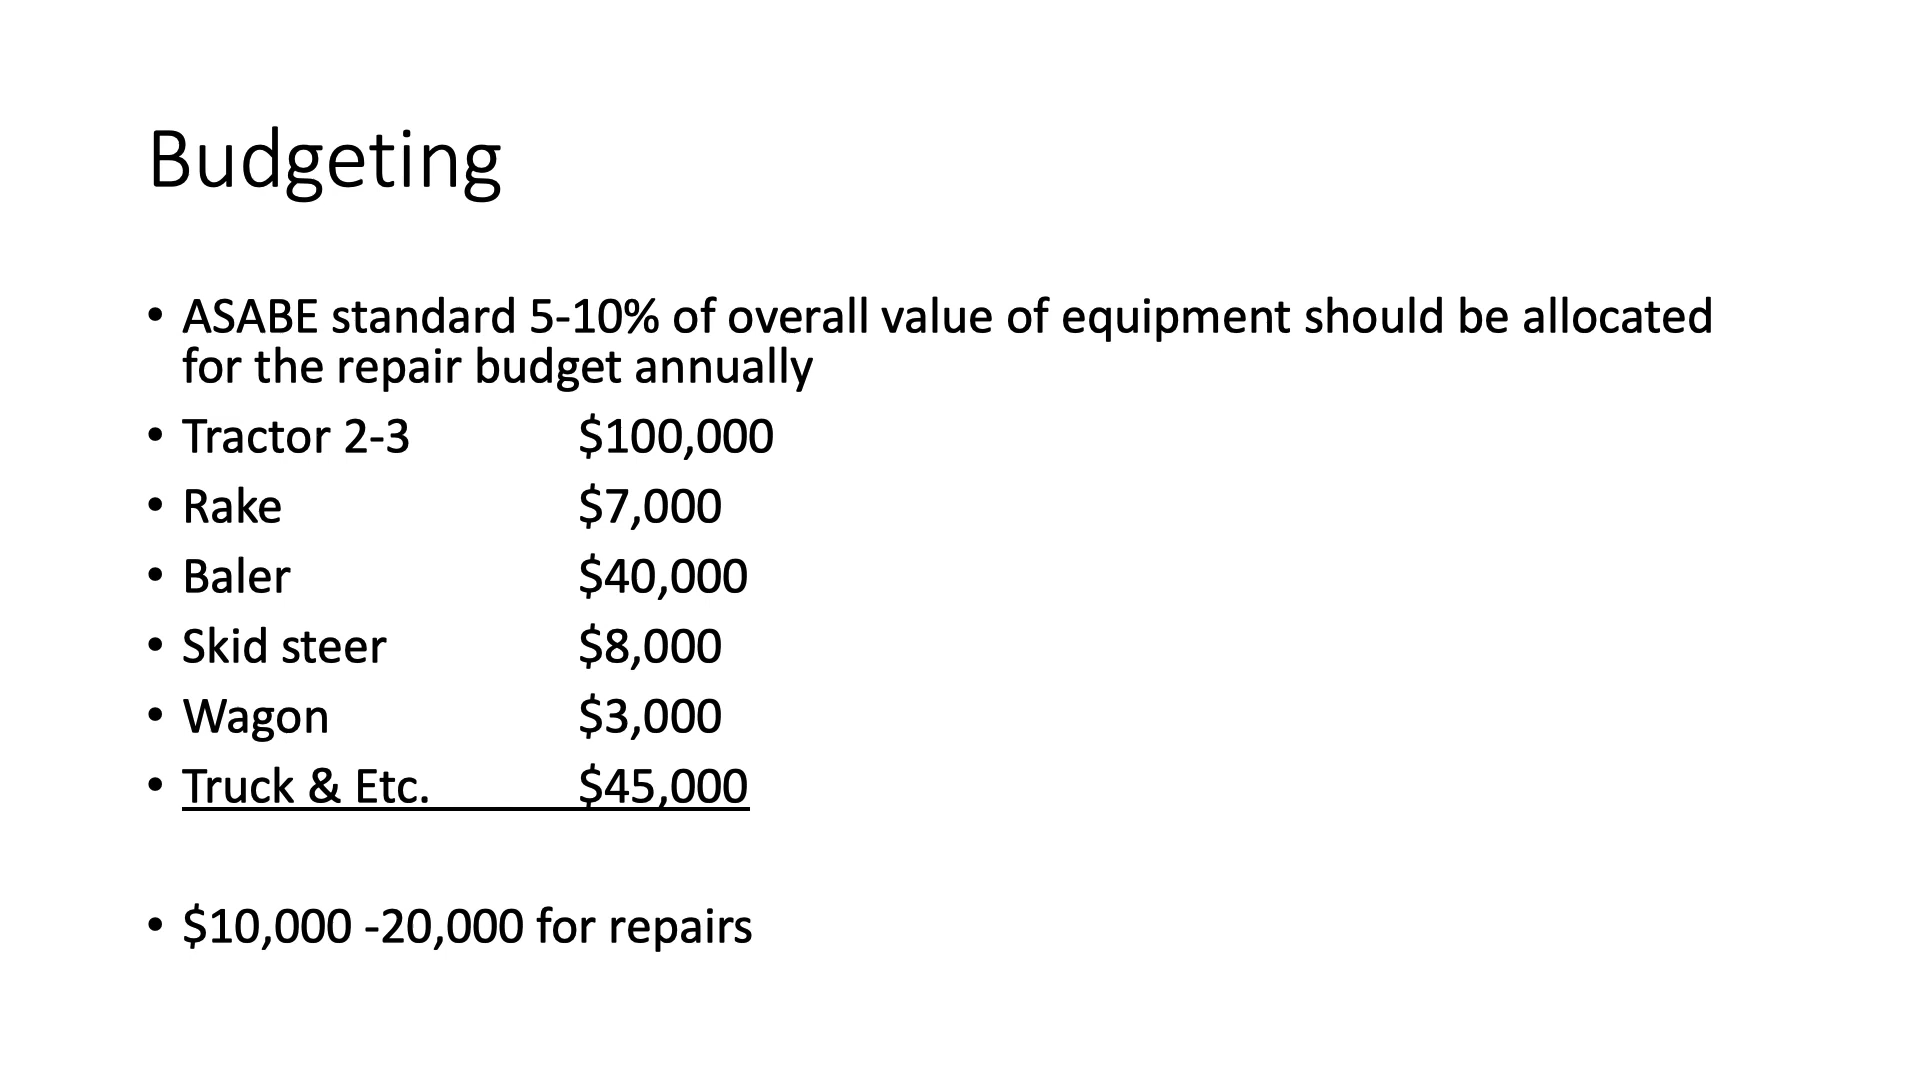 Budgeting
• ASABE standard 5-10% of overall value of equipment should be allocated
for the repair budget annually
• Tractor 2-3 $100,000
• Rake $7,000
• Baler $40,000
• Skid steer $8,000
• Wagon $3,000
• Truck & Etc. $45,000
• $10,000 -20,000 for repairs